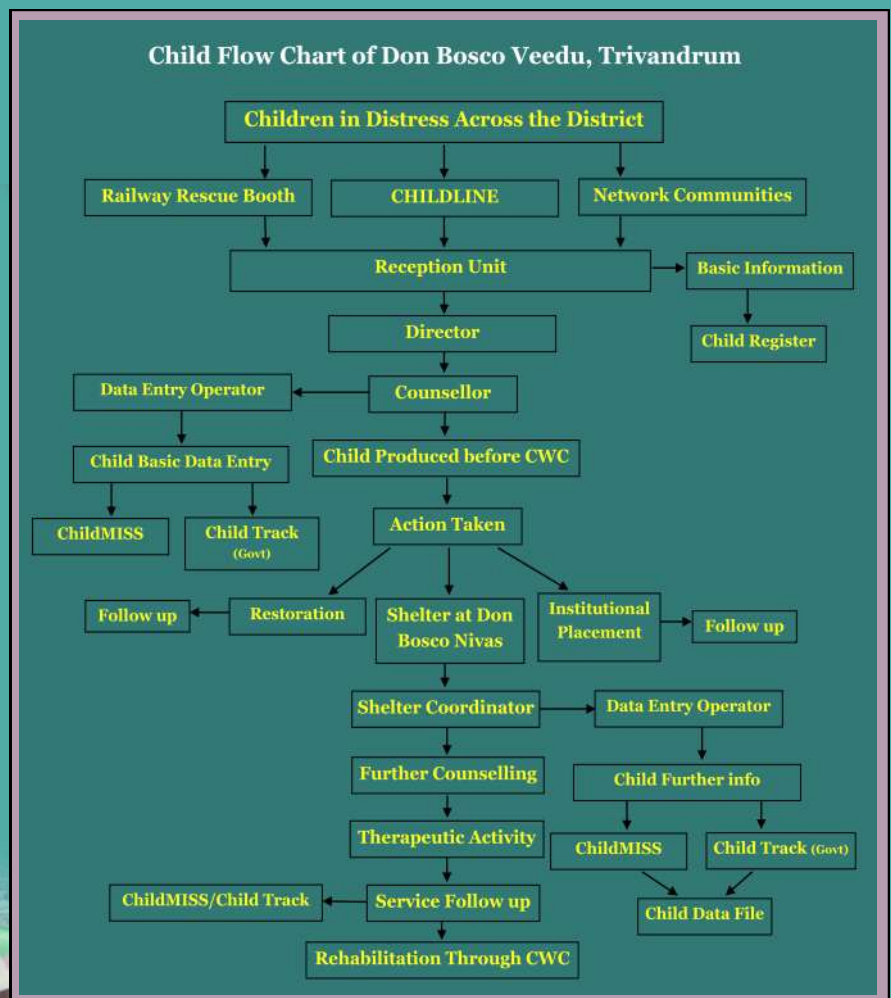 Child Flow Chart of Don Bosco Veedu, Trivandrum
Children in Distress Across the District
Railway Rescue Booth
CHILDLINE
Network Communities
Reception Unit
Basic Information
Director
Child Register
Data Entry Operator
Counsellor
Child Basic Data Entry
Child Produced before CWC
ChildMISS
Child Track
(Govt)
Action Taken
Follow up
Restoration
Shelter at Don
Bosco Nivas
Institutional
Placement
Follow up
Shelter Coordinator
Data Entry Operator
Further Counselling
Child Further info
Therapeutic Activity
ChildMISS
Child Track (Govt)
ChildMISS/Child Track
Service Follow up
Child Data File
Rehabilitation Through CWC